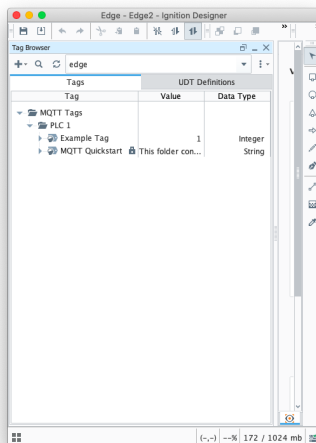 Edge - Edge2 - Ignition Designer
Tag Browser
edge
Tags UDT Definitions
Tag Value Data Type
MQTT Tags
PLC 1
Example Tag 1 Integer
MQTT Quickstart This folder con... String
(-,-) --% 172 / 1024 mb